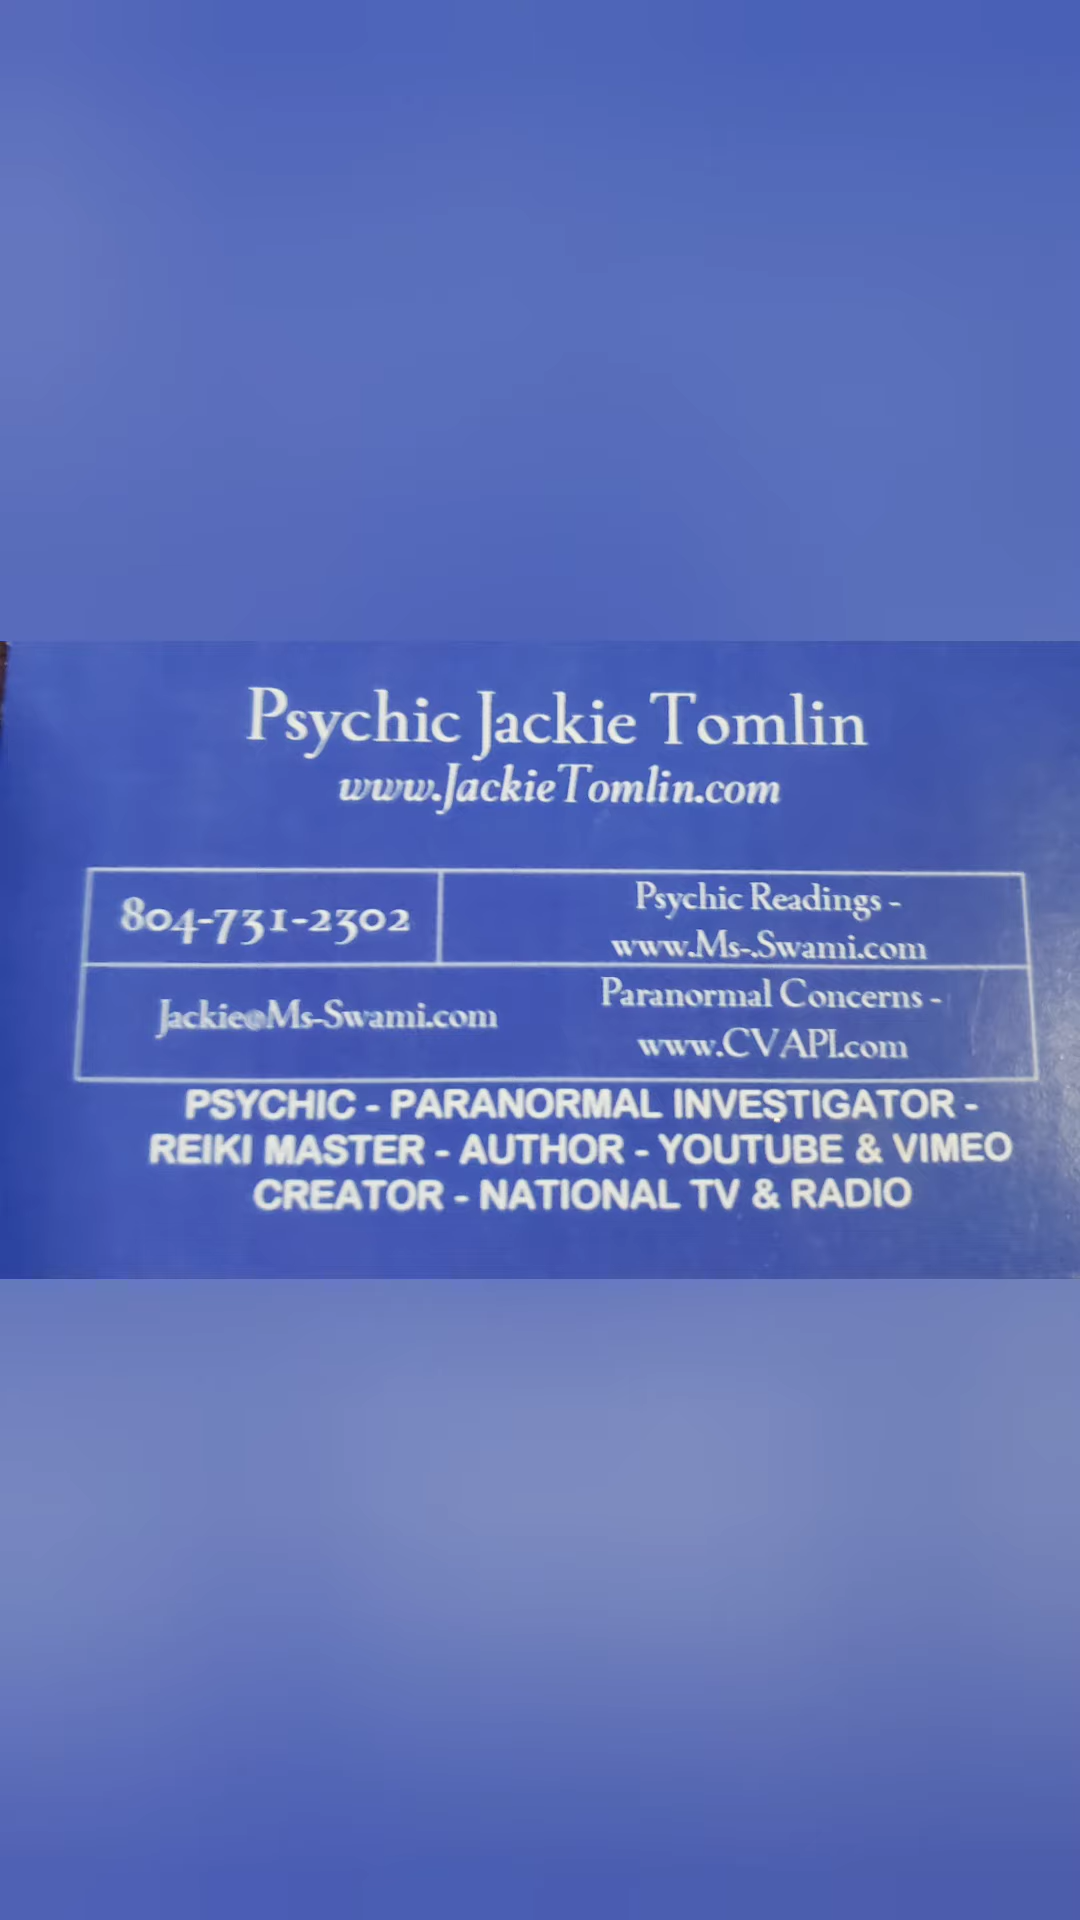 Psychic Jackie Tomlin
www.JackieTomlin.com
804-731-2302
Psychic Readings -
www.Ms-.Swami.com
Jackie@Ms-Swami.com
Paranormal Concerns -
www.CVAPI.com
PSYCHIC - PARANORMAL INVESTIGATOR -
REIKI MASTER - AUTHOR - YOUTUBE & VIMEO
CREATOR - NATIONAL TV & RADIO